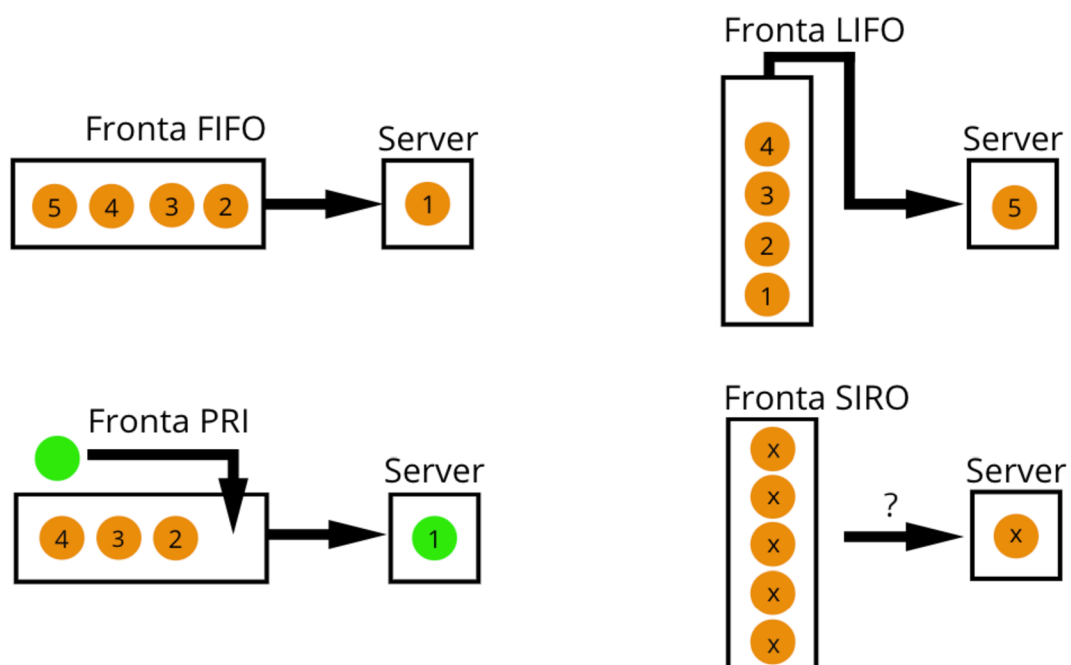 Fronta FIFO
Server
5 4 3 2
1
Fronta LIFO
Server
4
3
2
1
5
Fronta PRI
Server
4 3 2
1
Fronta SIRO
Server
x
x
x
x
x
?
x